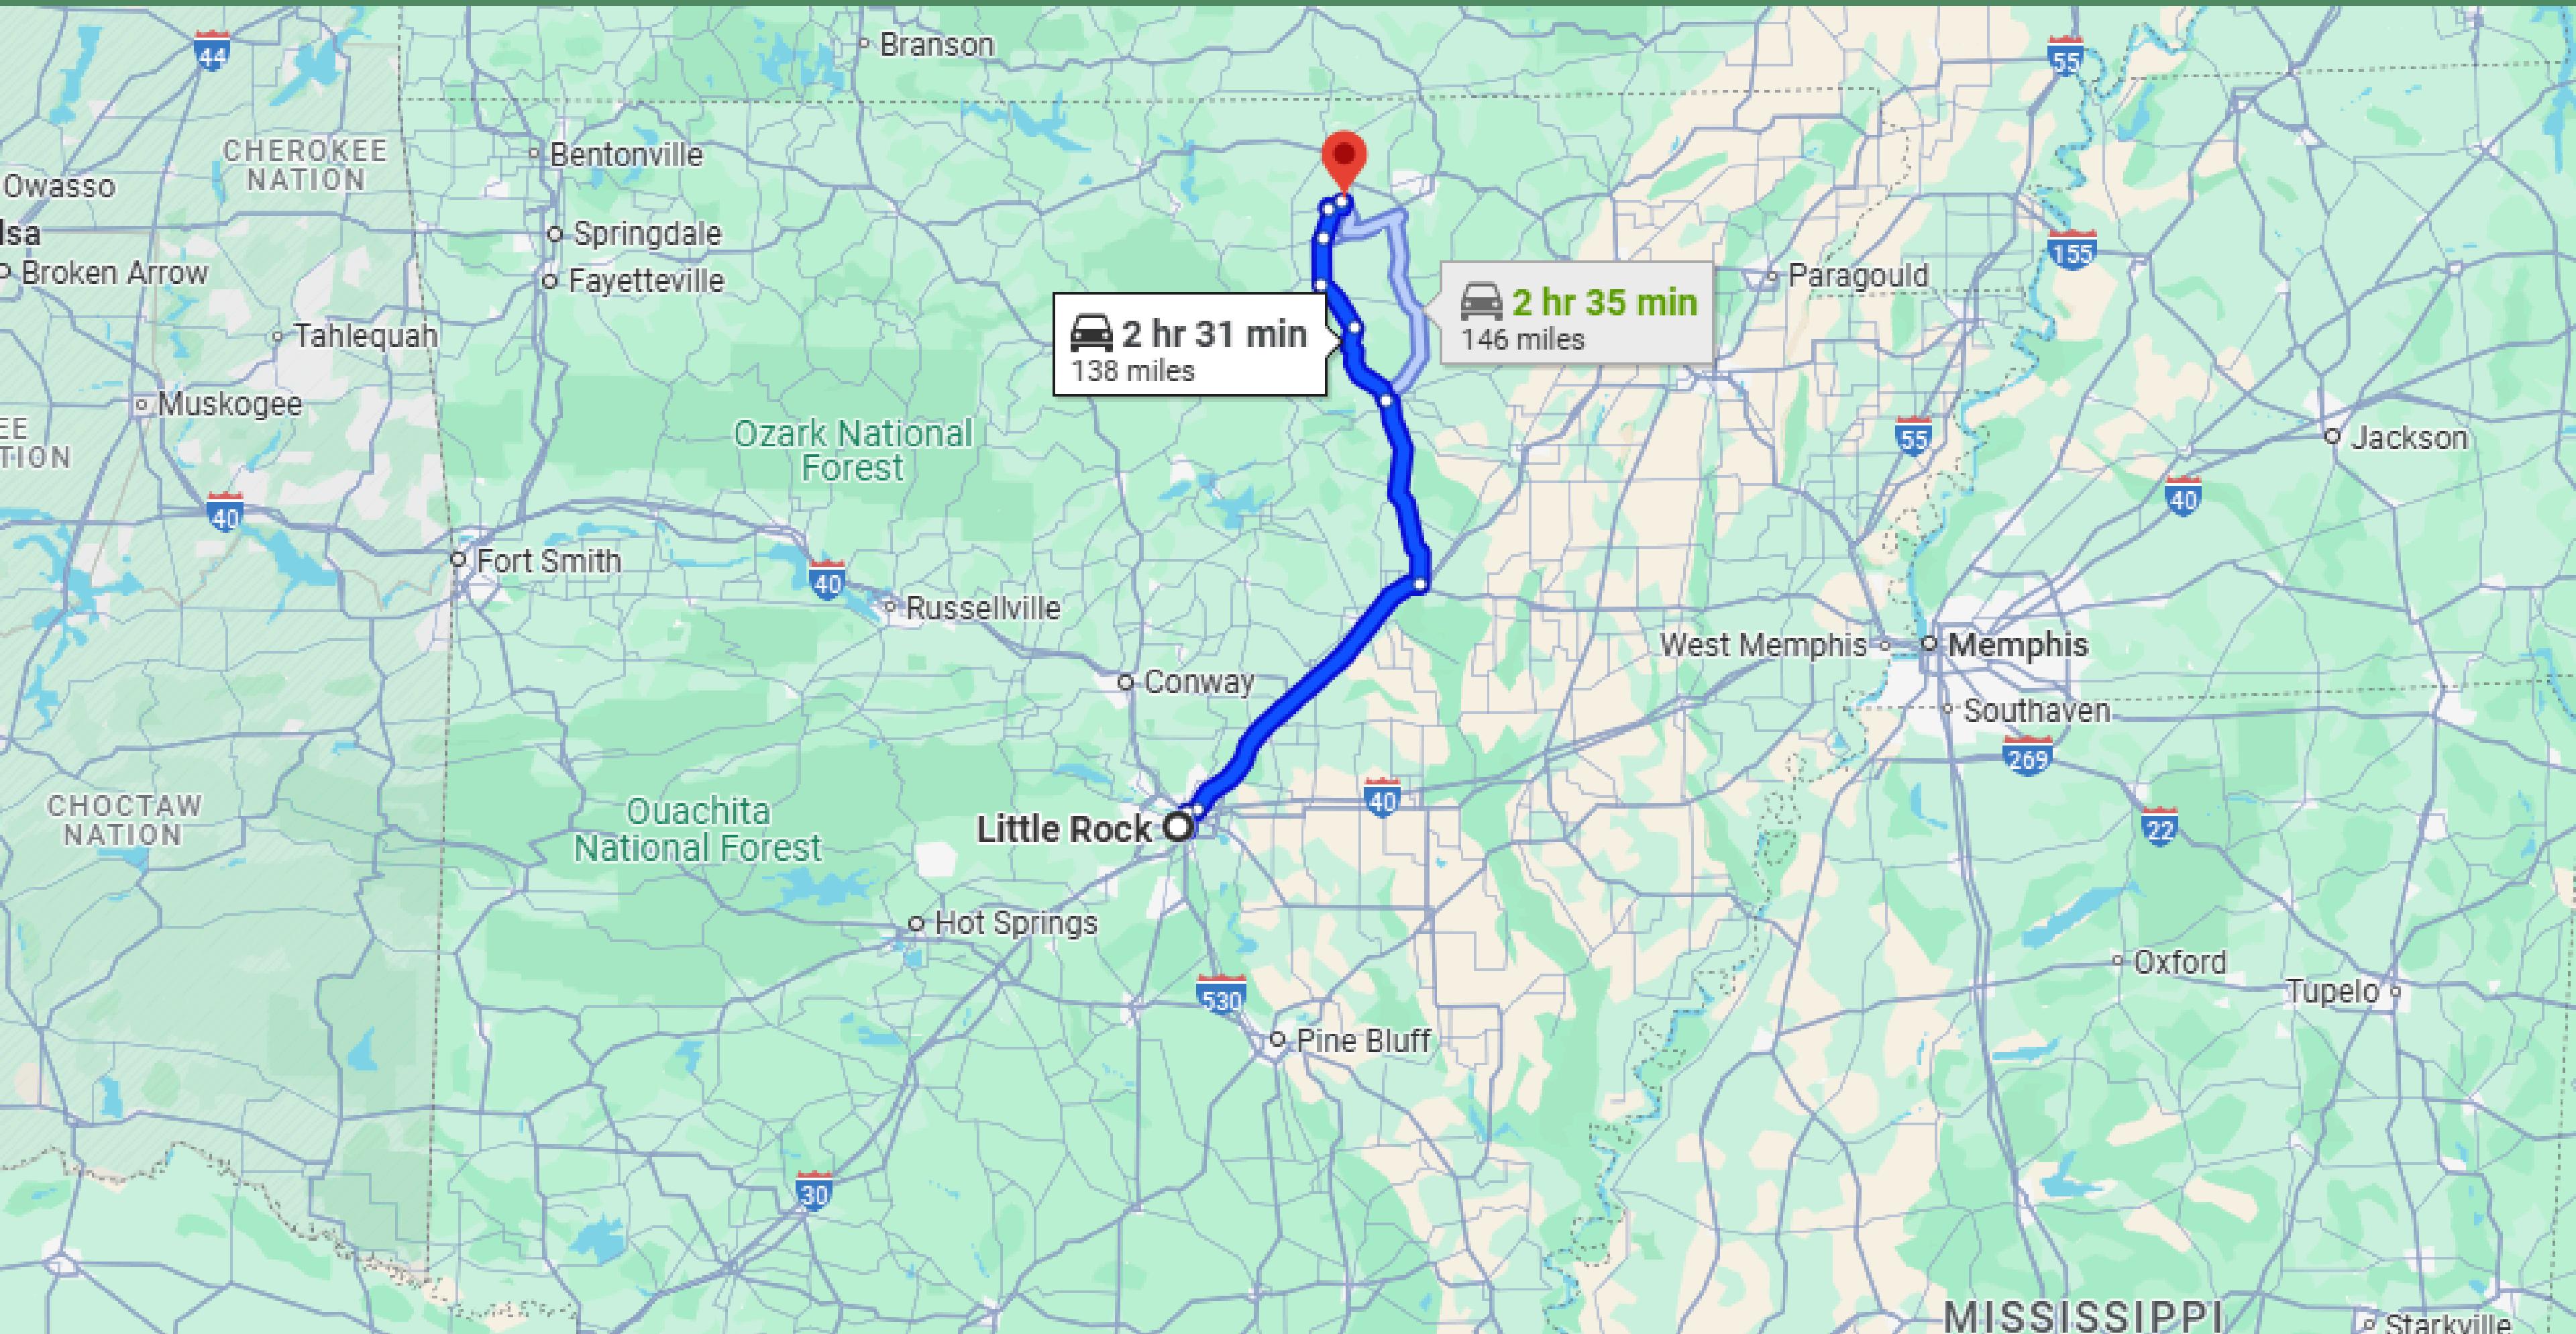 Branson
44
55
CHEROKEE
NATION
Bentonville
Owasso
lsa
Springdale
155
Broken Arrow
Fayetteville
Paragould
2 hr 35 min
146 miles
Tahlequah
2 hr 31 min
138 miles
Muskogee
EE
TION
Ozark National
Forest
55
Jackson
40
40
Fort Smith
40
Russellville
West Memphis
Memphis
Conway
Southaven
269
CHOCTAW
NATION
Ouachita
National Forest
Little Rock
40
22
Hot Springs
Oxford
530
Tupelo
Pine Bluff
30
MISSISSIPPI
Starkville